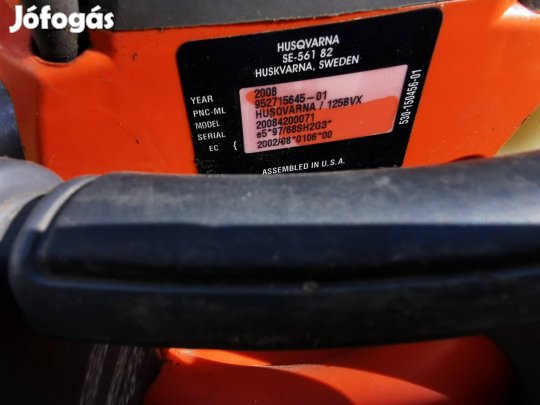 Jófogás
HUSQVARNA
SE-561 82
HUSKVARNA, SWEDEN
YEAR 2008
PNC-ML 952715645-01
MODEL HUSQVARNA / 125BVX
SERIAL 20084200071
EC { e5*97/68SH2G3*
2002/88*0106*00
ASSEMBLED IN U.S.A.
530-150456-01